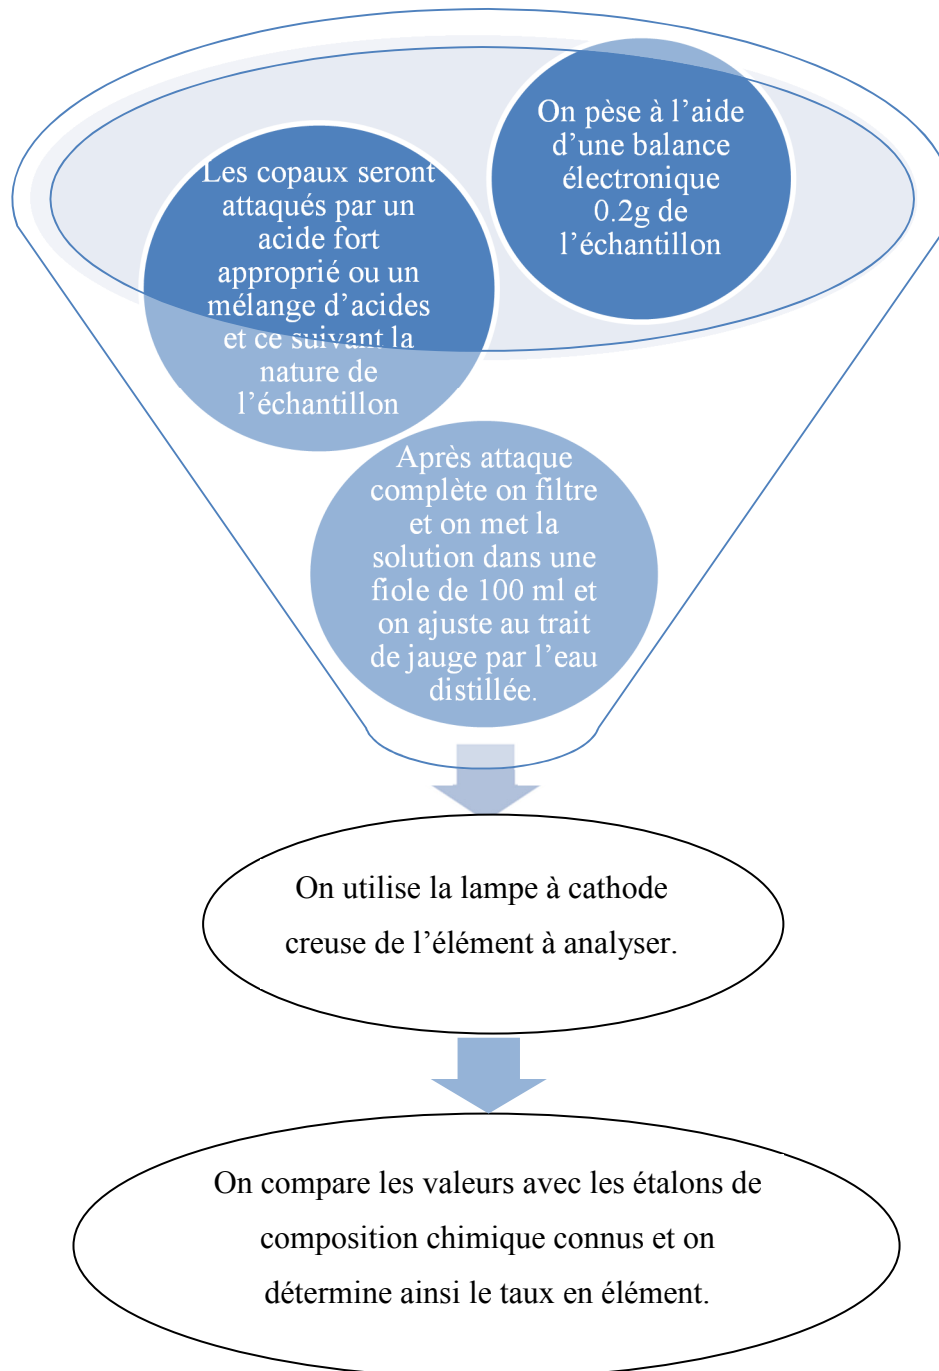 On pèse à l’aide
d’une balance
électronique
0.2g de
l’échantillon
Les copaux seront
attaqués par un
acide fort
approprié ou un
mélange d’acides
et ce suivant la
nature de
l’échantillon
Après attaque
complète on filtre
et on met la
solution dans une
fiole de 100 ml et
on ajuste au trait
de jauge par l’eau
distillée.
On utilise la lampe à cathode
creuse de l’élément à analyser.
On compare les valeurs avec les étalons de
composition chimique connus et on
détermine ainsi le taux en élément.